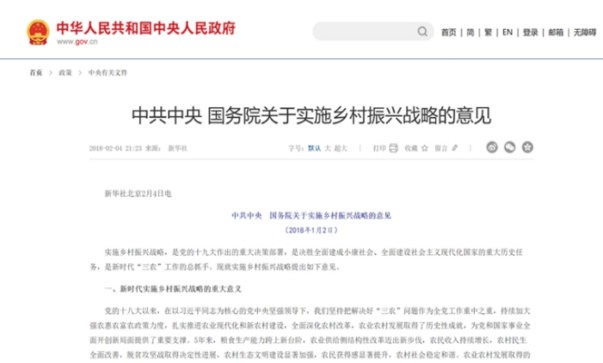 中华人民共和国中央人民政府
www.gov.cn
首页 | 简 | 繁 | EN | 登录 | 邮箱 | 无障碍
首页 > 政策 > 中央有关文件
中共中央 国务院关于实施乡村振兴战略的意见
2018-02-04 21:23 来源： 新华社
字号：默认 大 超大 | 打印 收藏 留言
新华社北京2月4日电
中共中央 国务院关于实施乡村振兴战略的意见
（2018年1月2日）
实施乡村振兴战略，是党的十九大作出的重大决策部署，是决胜全面建成小康社会、全面建设社会主义现代化国家的重大历史任
务，是新时代“三农”工作的总抓手。现就实施乡村振兴战略提出如下意见。
一、新时代实施乡村振兴战略的重大意义
党的十八大以来，在以习近平同志为核心的党中央坚强领导下，我们坚持把解决好“三农”问题作为全党工作重中之重，持续加大
强农惠农富农政策力度，扎实推进农业现代化和新农村建设，全面深化农村改革，农业农村发展取得了历史性成就，为党和国家事业全
面开创新局面提供了重要支撑。5年来，粮食生产能力跨上新台阶，农业供给侧结构性改革迈出新步伐，农民收入持续增长，农村民生
全面改善，脱贫攻坚战取得决定性进展，农村生态文明建设显著加强，农民获得感显著提升，农村社会稳定和谐。农业农村发展取得的